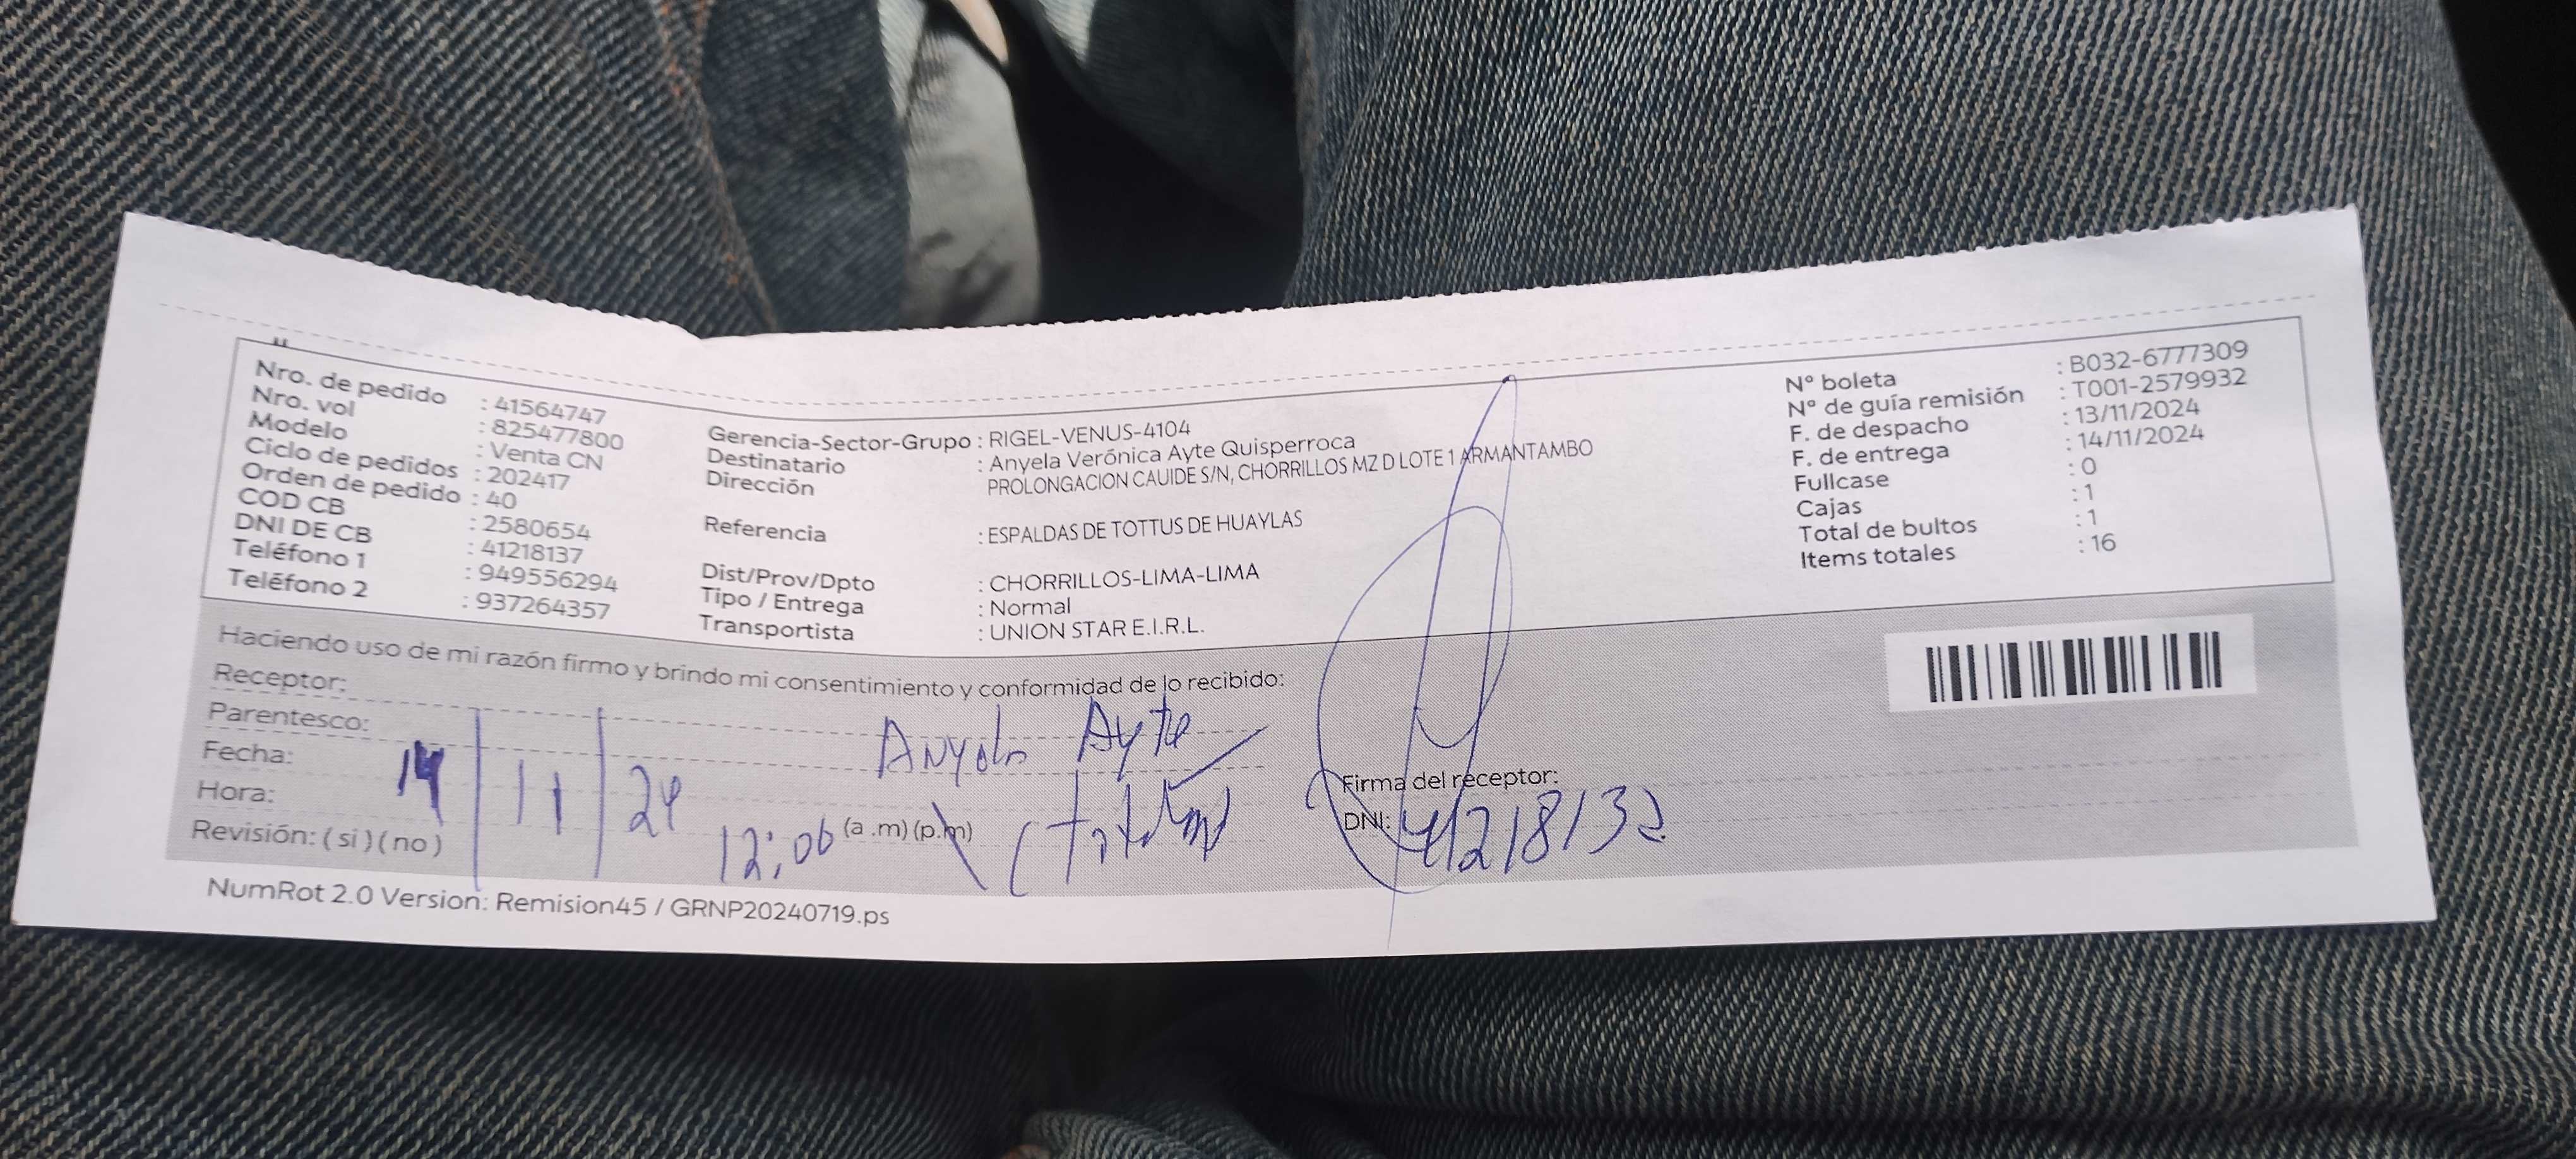 Nro. de pedido : 41564747
Nro. vol : 825477800
Modelo : Venta CN
Ciclo de pedidos : 202417
Orden de pedido : 40
COD CB : 2580654
DNI DE CB : 41218137
Teléfono 1 : 949556294
Teléfono 2 : 937264357
Gerencia-Sector-Grupo : RIGEL-VENUS-4104
Destinatario : Anyela Verónica Ayte Quisperroca
Dirección : PROLONGACION CAUIDE S/N, CHORRILLOS MZ D LOTE 1 ARMANTAMBO
Referencia : ESPALDAS DE TOTTUS DE HUAYLAS
Dist/Prov/Dpto : CHORRILLOS-LIMA-LIMA
Tipo / Entrega : Normal
Transportista : UNION STAR E.I.R.L.
N° boleta : B032-6777309
N° de guía remisión : T001-2579932
F. de despacho : 13/11/2024
F. de entrega : 14/11/2024
Fullcase : 0
Cajas : 1
Total de bultos : 1
Items totales : 16
Haciendo uso de mi razón firmo y brindo mi consentimiento y conformidad de lo recibido:
Receptor:
Parentesco: Ayte
Fecha: 14/11/24
Hora: 12:06 (a .m) (p.m)
Revisión: ( si ) ( no )
Firma del receptor:
DNI:
NumRot 2.0 Version: Remision45 / GRNP20240719.ps